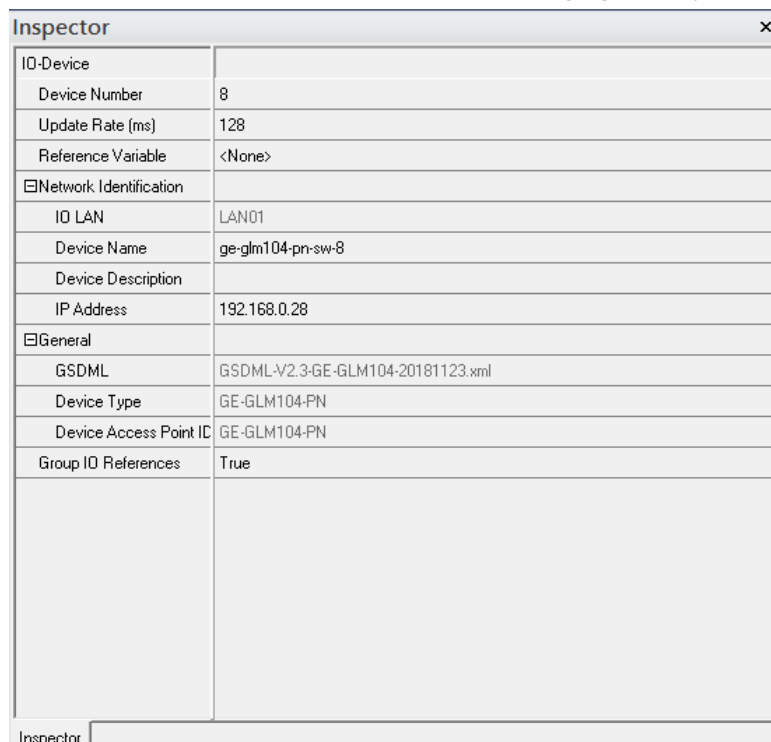 Inspector ×
IO-Device
Device Number 8
Update Rate (ms) 128
Reference Variable <None>
Network Identification
IO LAN LAN01
Device Name ge-glm104-pn-sw-8
Device Description
IP Address 192.168.0.28
General
GSDML GSDML-V2.3-GE-GLM104-20181123.xml
Device Type GE-GLM104-PN
Device Access Point ID GE-GLM104-PN
Group IO References True
Inspector